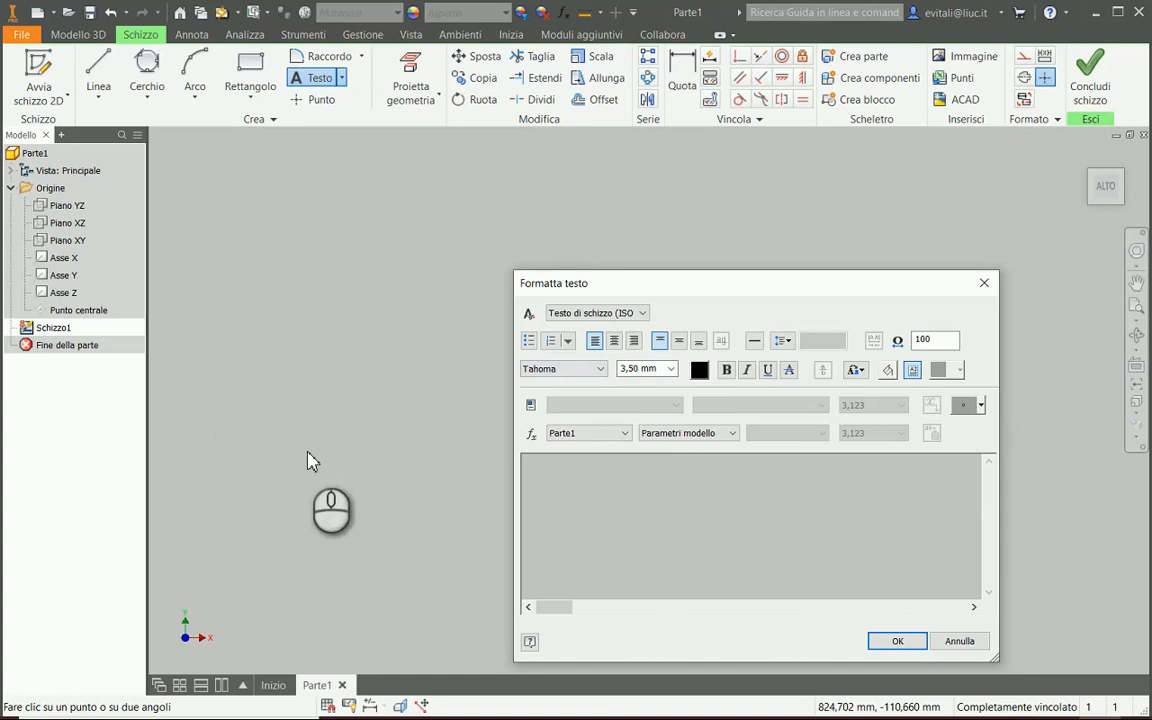 PRO
Materiale
Aspetto
Parte1
Ricerca Guida in linea e comand
evitali@liuc.it
File
Modello 3D
Schizzo
Annota
Analizza
Strumenti
Gestione
Vista
Ambienti
Inizia
Moduli aggiuntivi
Collabora
Avvia
schizzo 2D
Linea
Cerchio
Arco
Rettangolo
Raccordo
Testo
Punto
Proietta
geometria
Sposta
Copia
Ruota
Taglia
Estendi
Dividi
Scala
Allunga
Offset
Quota
Crea parte
Crea componenti
Crea blocco
Immagine
Punti
ACAD
Concludi
schizzo
Schizzo
Crea
Modifica
Serie
Vincola
Scheletro
Inserisci
Formato
Esci
Modello
Parte1
Vista: Principale
Origine
Piano YZ
Piano XZ
Piano XY
Asse X
Asse Y
Asse Z
Punto centrale
Schizzo1
Fine della parte
ALTO
Formatta testo
Testo di schizzo (ISO
100
Tahoma
3,50 mm
B I U A
3,123
Parte1
Parametri modello
3,123
OK
Annulla
Y
X
Inizio
Parte1
Fare clic su un punto o su due angoli
824,702 mm, -110,660 mm
Completamente vincolato
1
1